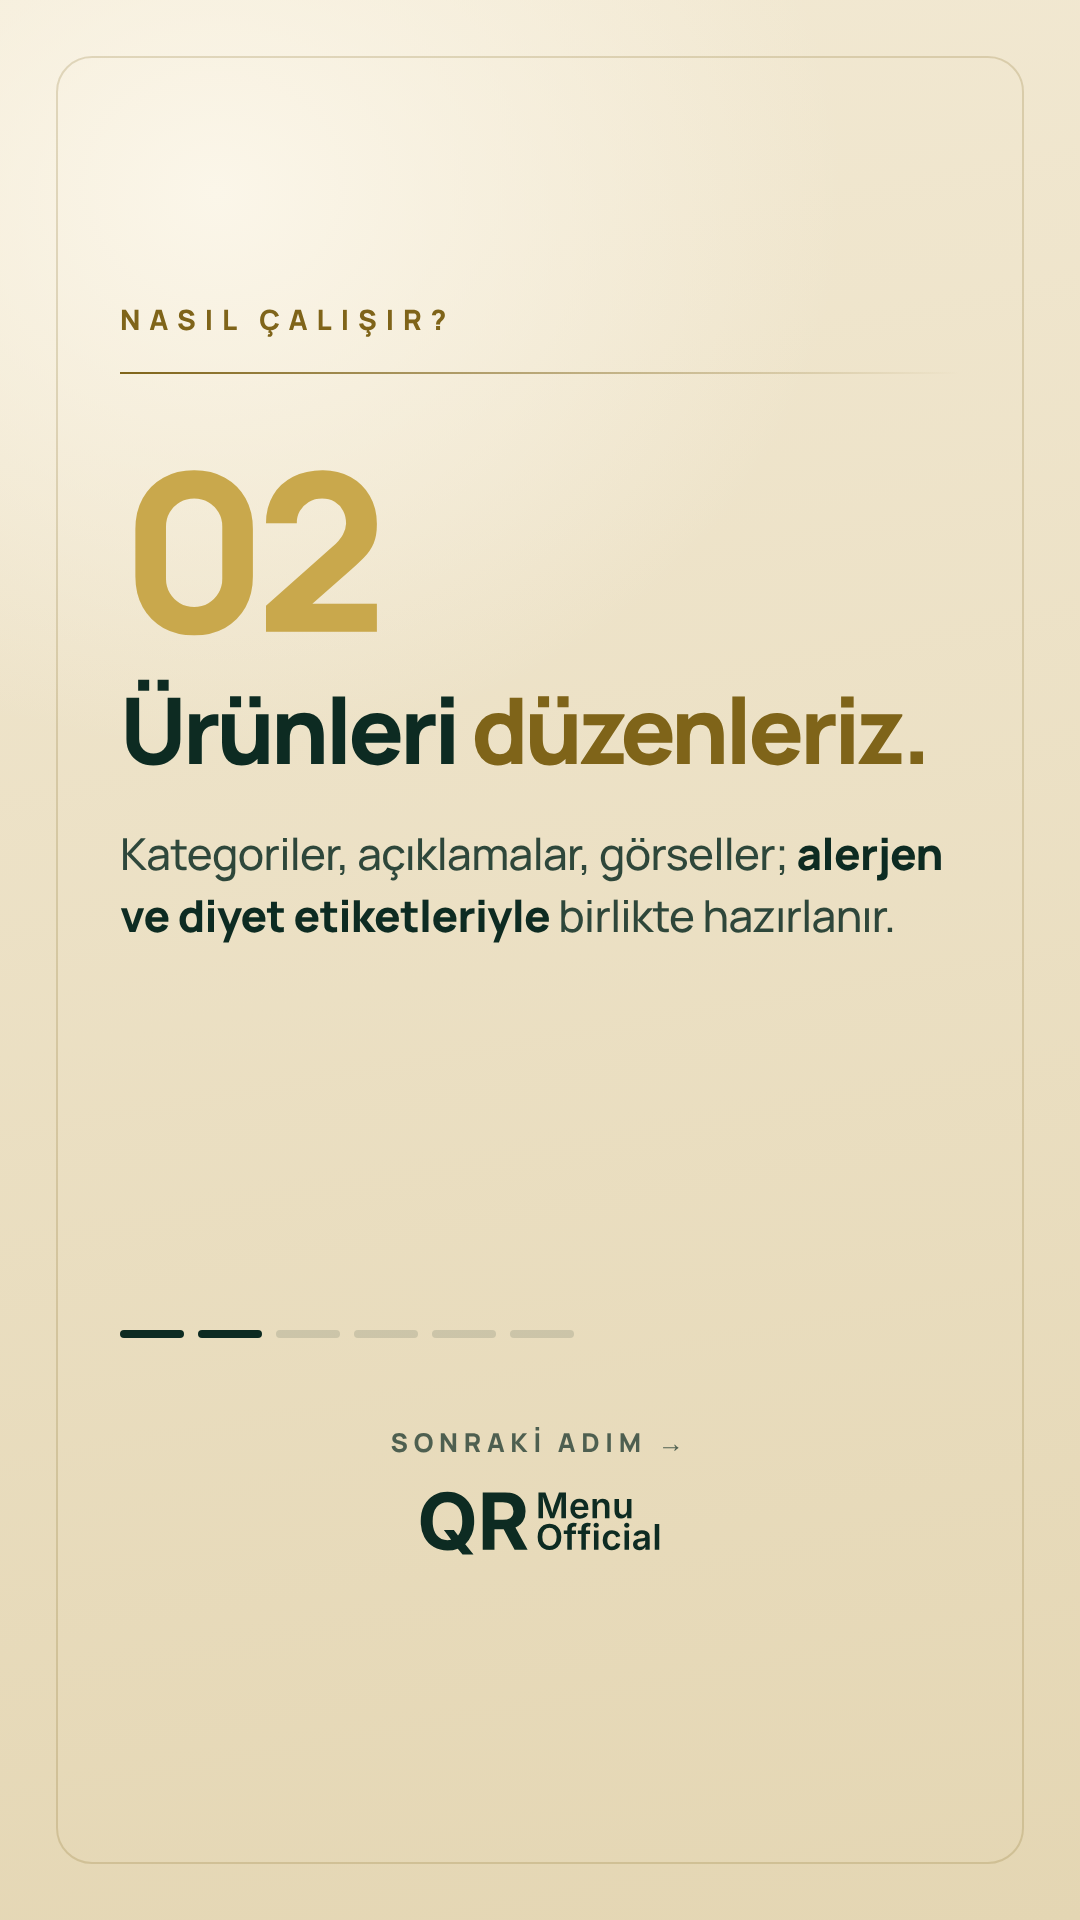 NASIL ÇALIŞIR?
02
Ürünleri düzenleriz.
Kategoriler, açıklamalar, görseller; alerjen
ve diyet etiketleriyle birlikte hazırlanır.
SONRAKİ ADIM →
QR Menu
Official